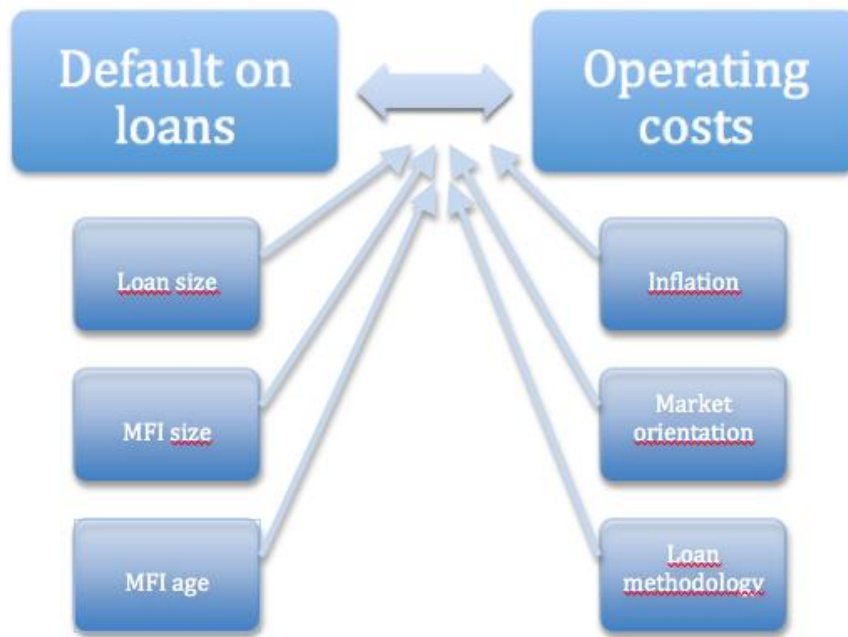 Default on
loans
Operating
costs
Loan size
Inflation
MFI size
Market
orientation
MFI age
Loan
methodology